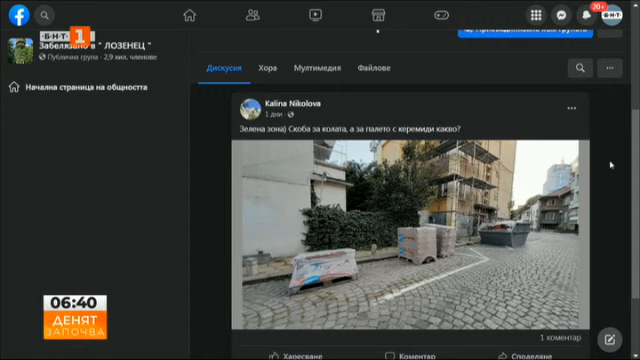 20+
БНТ
БНТ 1
Забелязано в " ЛОЗЕНЕЦ "
Публична група · 2,9 хил. членове
Начална страница на общността
Дискусия
Хора
Мултимедия
Файлове
Kalina Nikolova
1 дни
Зелена зона) Скоба за колата, а за палето с керемиди какво?
1 коментар
Харесване
Коментар
Споделяне
06:40
ДЕНЯТ
ЗАПОЧВА